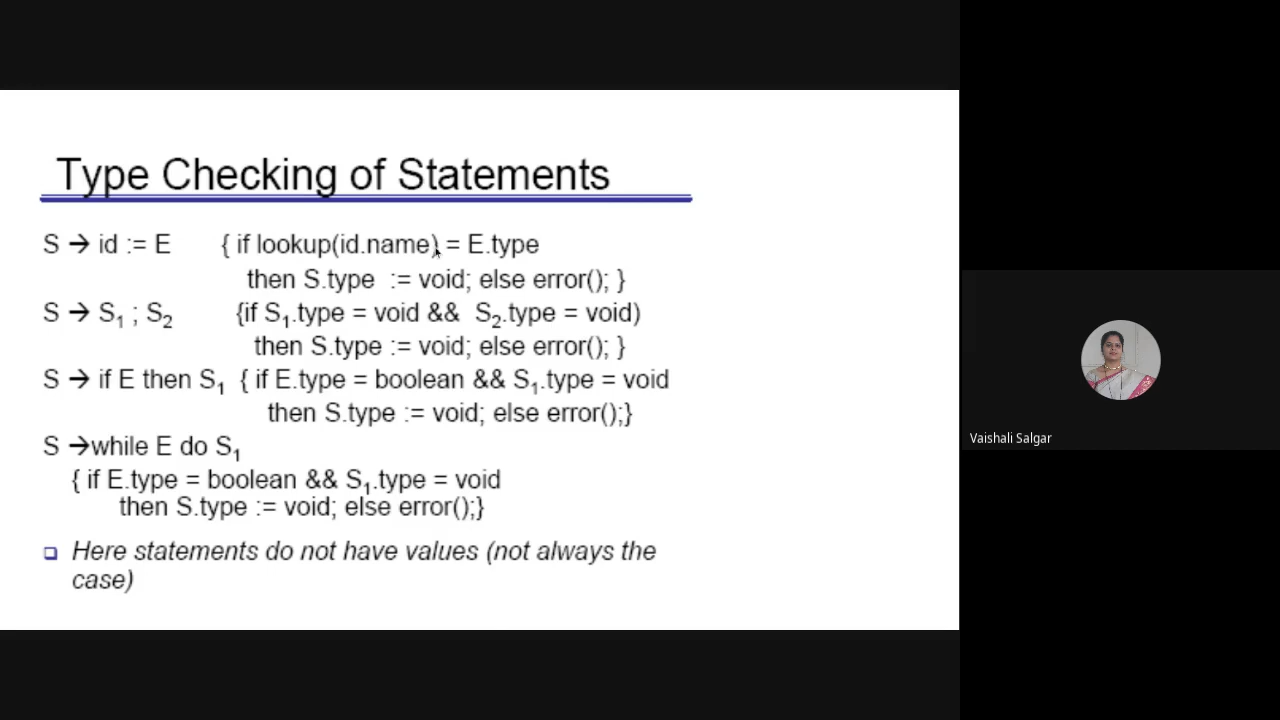 Type Checking of Statements
S → id := E { if lookup(id.name) = E.type
then S.type := void; else error(); }
S → S₁ ; S₂ {if S₁.type = void && S₂.type = void)
then S.type := void; else error(); }
S → if E then S₁ { if E.type = boolean && S₁.type = void
then S.type := void; else error();}
S →while E do S₁
{ if E.type = boolean && S₁.type = void
then S.type := void; else error();}
Here statements do not have values (not always the
case)
Vaishali Salgar